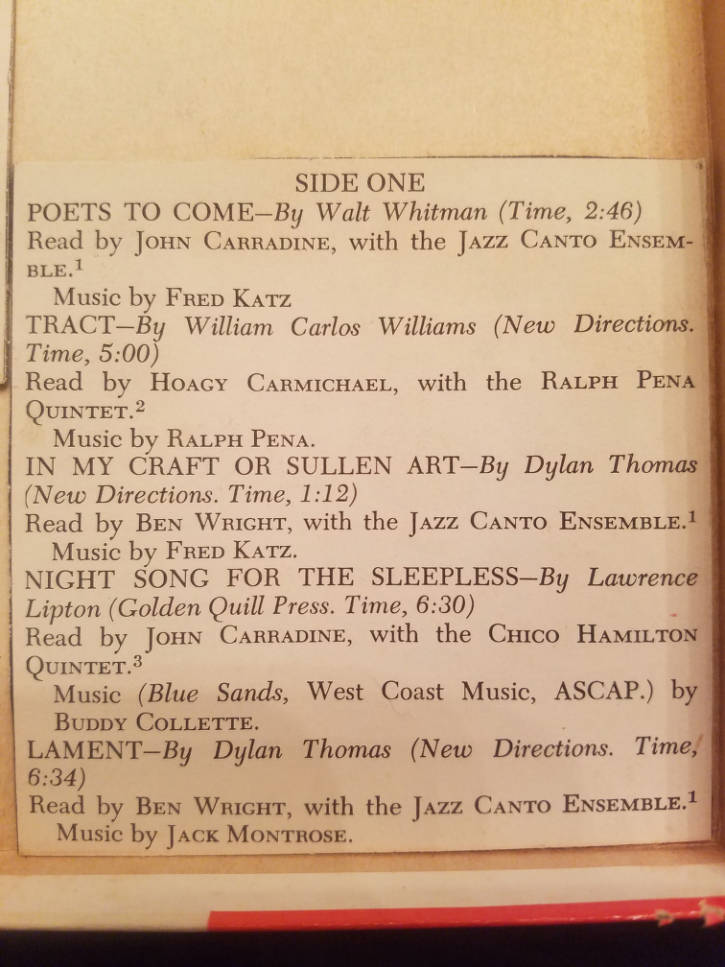 SIDE ONE
POETS TO COME—By Walt Whitman (Time, 2:46)
Read by JOHN CARRADINE, with the JAZZ CANTO ENSEM-
BLE.¹
Music by FRED KATZ
TRACT—By William Carlos Williams (New Directions.
Time, 5:00)
Read by HOAGY CARMICHAEL, with the RALPH PENA
QUINTET.²
Music by RALPH PENA.
IN MY CRAFT OR SULLEN ART—By Dylan Thomas
(New Directions. Time, 1:12)
Read by BEN WRIGHT, with the JAZZ CANTO ENSEMBLE.¹
Music by FRED KATZ.
NIGHT SONG FOR THE SLEEPLESS—By Lawrence
Lipton (Golden Quill Press. Time, 6:30)
Read by JOHN CARRADINE, with the CHICO HAMILTON
QUINTET.³
Music (Blue Sands, West Coast Music, ASCAP.) by
BUDDY COLLETTE.
LAMENT—By Dylan Thomas (New Directions. Time,
6:34)
Read by BEN WRIGHT, with the JAZZ CANTO ENSEMBLE.¹
Music by JACK MONTROSE.